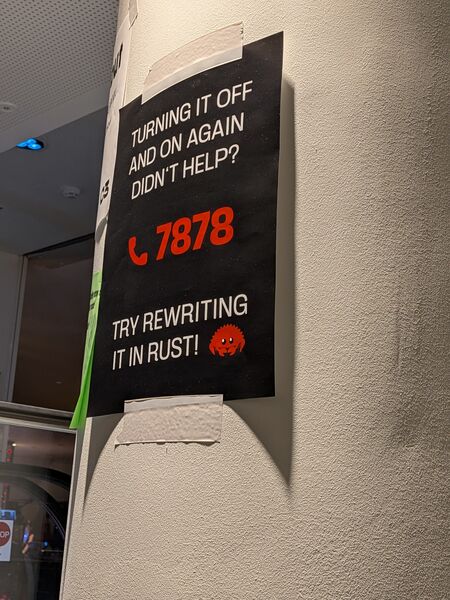 TURNING IT OFF
AND ON AGAIN
DIDN'T HELP?
7878
TRY REWRITING
IT IN RUST!